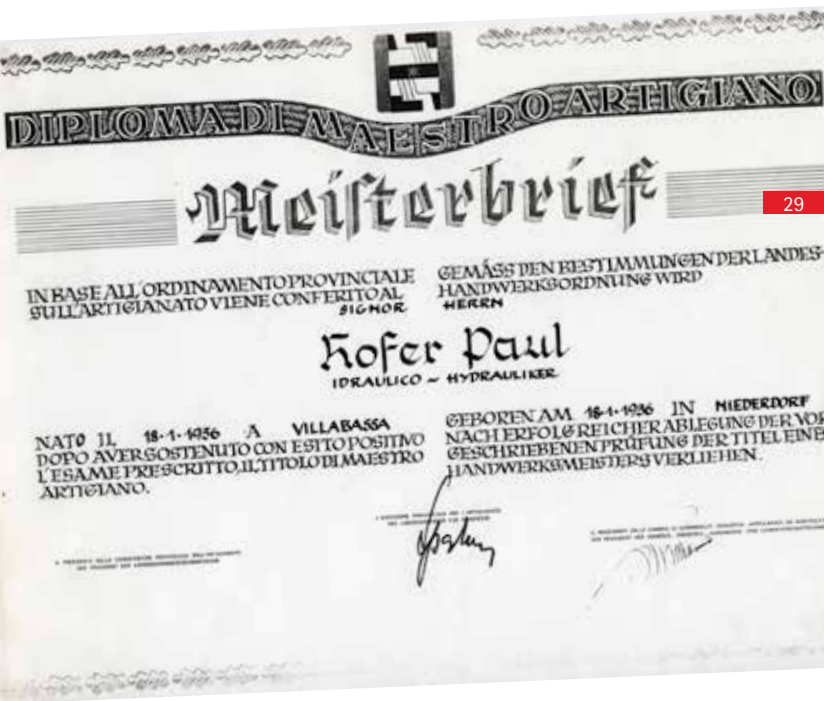 DIPLOMA DI MAESTRO ARTIGIANO
Meisterbrief
29
IN BASE ALL'ORDINAMENTO PROVINCIALE
SULL'ARTIGIANATO VIENE CONFERITO AL
SIGNOR
GEMÄSS DEN BESTIMMUNGEN DER LANDES-
HANDWERKSORDNUNG WIRD
HERRN
Hofer Paul
IDRAULICO ~ HYDRAULIKER
NATO IL 18·1·1936 A VILLABASSA
DOPO AVER SOSTENUTO CON ESITO POSITIVO
L'ESAME PRESCRITTO, IL TITOLO DI MAESTRO
ARTIGIANO.
GEBOREN AM 18·1·1936 IN NIEDERDORF
NACH ERFOLGREICHER ABLEGUNG DER VOR
GESCHRIEBENEN PRÜFUNG DER TITEL EINE
HANDWERKSMEISTERS VERLIEHEN.